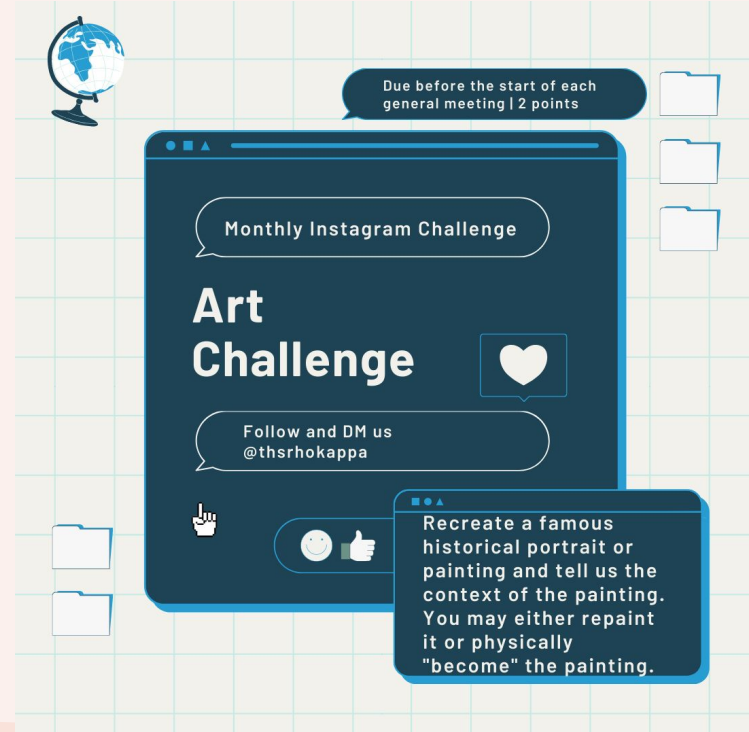 Due before the start of each
general meeting | 2 points
Monthly Instagram Challenge
Art
Challenge
Follow and DM us
@thsrhokappa
Recreate a famous
historical portrait or
painting and tell us the
context of the painting.
You may either repaint
it or physically
"become" the painting.